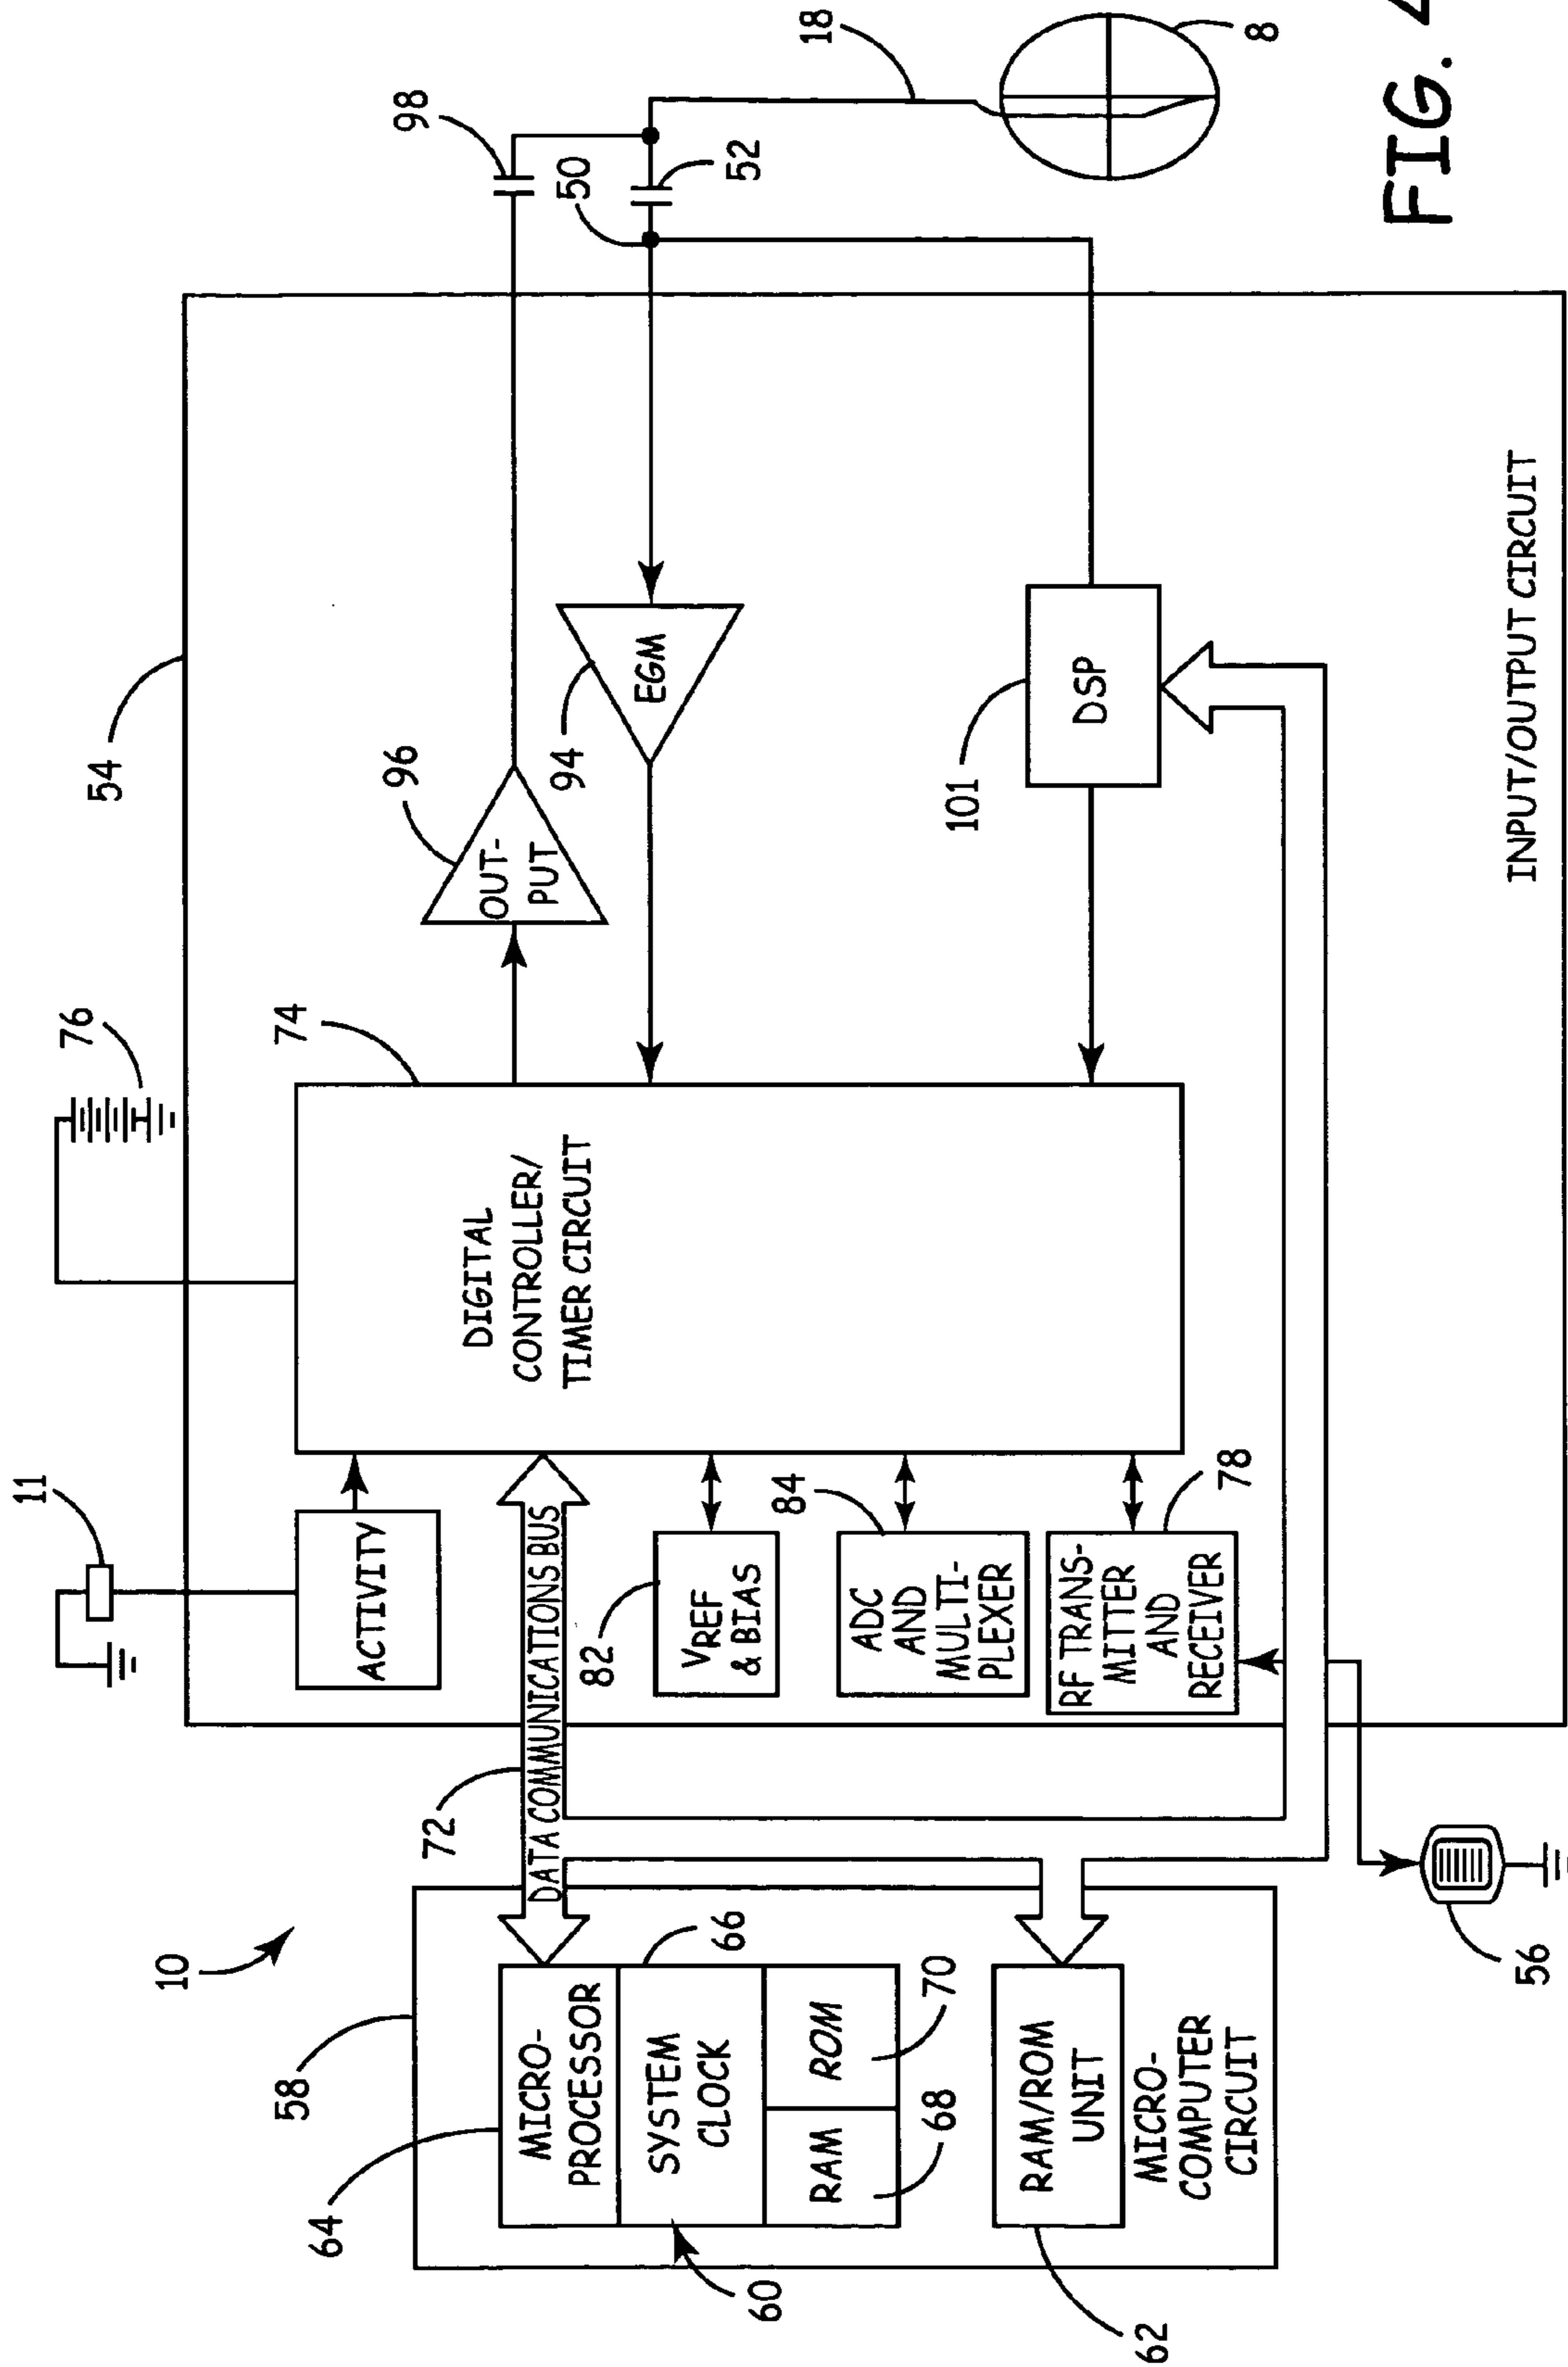 10
11
76
54
98
18
50
52
8
58
64
MICRO-
PROCESSOR
66
SYSTEM
CLOCK
60
RAM
68
ROM
70
62
RAM/ROM
UNIT
MICRO-
COMPUTER
CIRCUIT
72
DATA COMMUNICATIONS BUS
ACTIVITY
82
VREF
& BIAS
84
ADC
AND
MULTI-
PLEXER
78
RF TRANS-
MITTER
AND
RECEIVER
56
74
DIGITAL
CONTROLLER/
TIMER CIRCUIT
96
OUT-
PUT
94
EGM
101
DSP
INPUT/OUTPUT CIRCUIT
FIG. 4